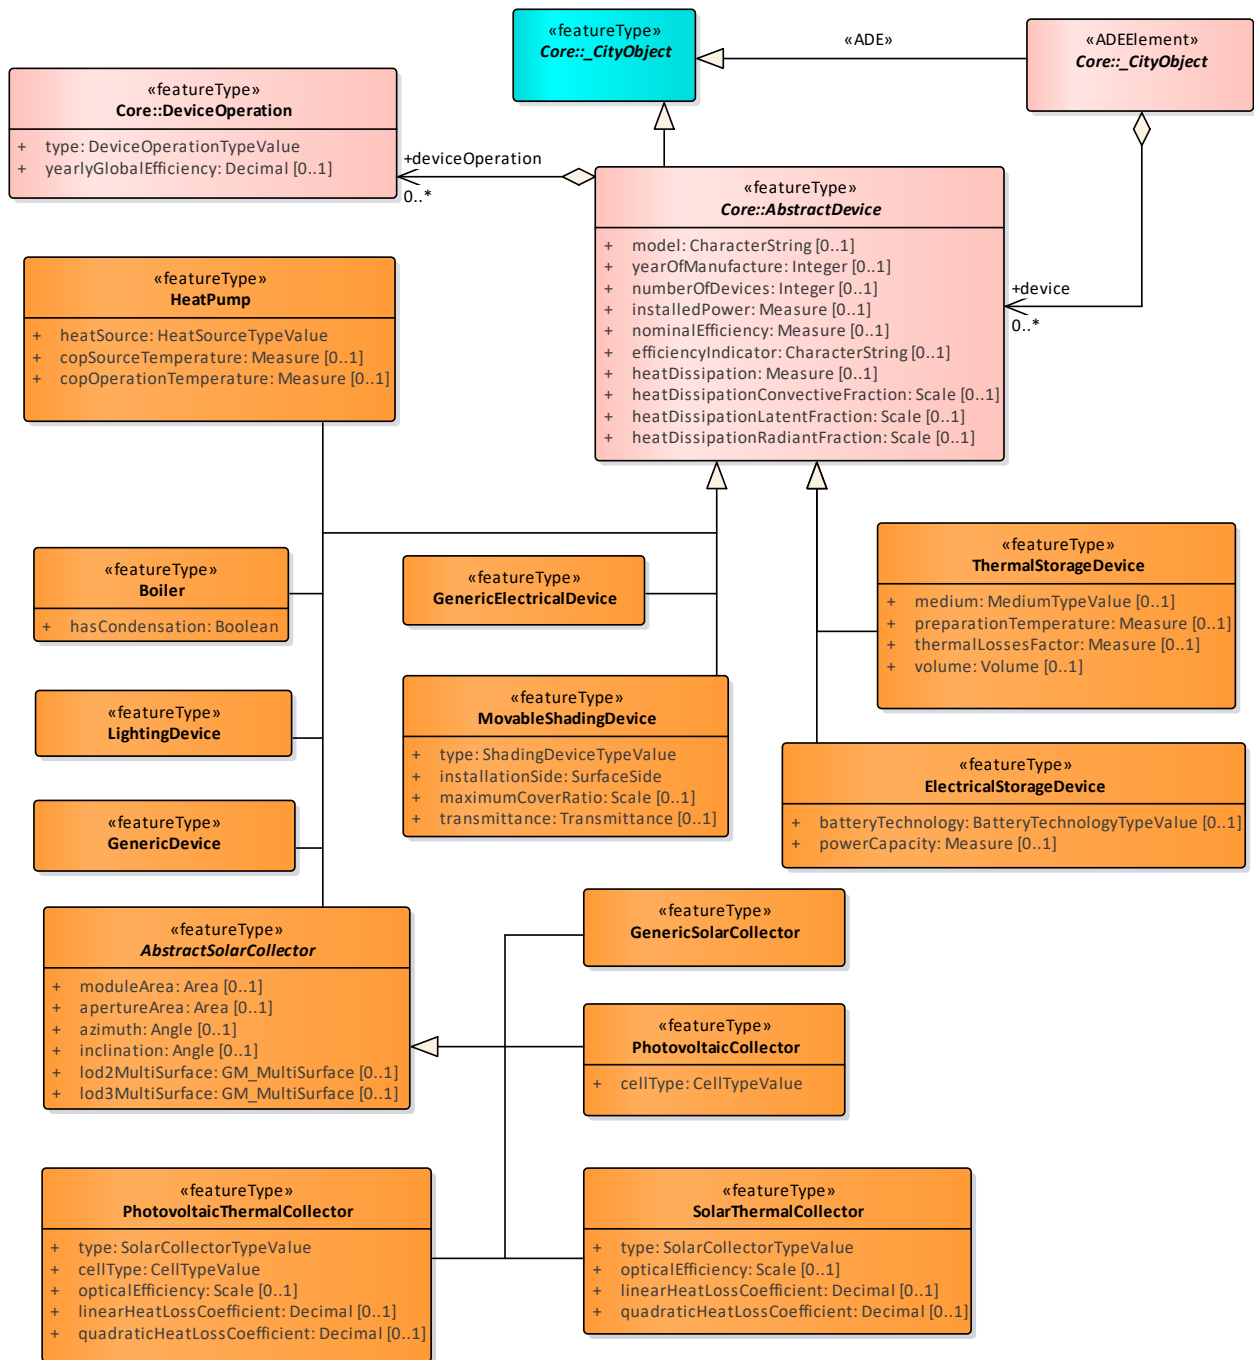 «featureType»
Core::_CityObject
«ADE»
«ADEElement»
Core::_CityObject
«featureType»
Core::DeviceOperation
+ type: DeviceOperationTypeValue
+ yearlyGlobalEfficiency: Decimal [0..1]
+deviceOperation
0..*
«featureType»
Core::AbstractDevice
+ model: CharacterString [0..1]
+ yearOfManufacture: Integer [0..1]
+ numberOfDevices: Integer [0..1]
+ installedPower: Measure [0..1]
+ nominalEfficiency: Measure [0..1]
+ efficiencyIndicator: CharacterString [0..1]
+ heatDissipation: Measure [0..1]
+ heatDissipationConvectiveFraction: Scale [0..1]
+ heatDissipationLatentFraction: Scale [0..1]
+ heatDissipationRadiantFraction: Scale [0..1]
+device
0..*
«featureType»
HeatPump
+ heatSource: HeatSourceTypeValue
+ copSourceTemperature: Measure [0..1]
+ copOperationTemperature: Measure [0..1]
«featureType»
Boiler
+ hasCondensation: Boolean
«featureType»
GenericElectricalDevice
«featureType»
ThermalStorageDevice
+ medium: MediumTypeValue [0..1]
+ preparationTemperature: Measure [0..1]
+ thermalLossesFactor: Measure [0..1]
+ volume: Volume [0..1]
«featureType»
LightingDevice
«featureType»
MovableShadingDevice
+ type: ShadingDeviceTypeValue
+ installationSide: SurfaceSide
+ maximumCoverRatio: Scale [0..1]
+ transmittance: Transmittance [0..1]
«featureType»
ElectricalStorageDevice
+ batteryTechnology: BatteryTechnologyTypeValue [0..1]
+ powerCapacity: Measure [0..1]
«featureType»
GenericDevice
«featureType»
AbstractSolarCollector
+ moduleArea: Area [0..1]
+ apertureArea: Area [0..1]
+ azimuth: Angle [0..1]
+ inclination: Angle [0..1]
+ lod2MultiSurface: GM_MultiSurface [0..1]
+ lod3MultiSurface: GM_MultiSurface [0..1]
«featureType»
GenericSolarCollector
«featureType»
PhotovoltaicCollector
+ cellType: CellTypeValue
«featureType»
PhotovoltaicThermalCollector
+ type: SolarCollectorTypeValue
+ cellType: CellTypeValue
+ opticalEfficiency: Scale [0..1]
+ linearHeatLossCoefficient: Decimal [0..1]
+ quadraticHeatLossCoefficient: Decimal [0..1]
«featureType»
SolarThermalCollector
+ type: SolarCollectorTypeValue
+ opticalEfficiency: Scale [0..1]
+ linearHeatLossCoefficient: Decimal [0..1]
+ quadraticHeatLossCoefficient: Decimal [0..1]